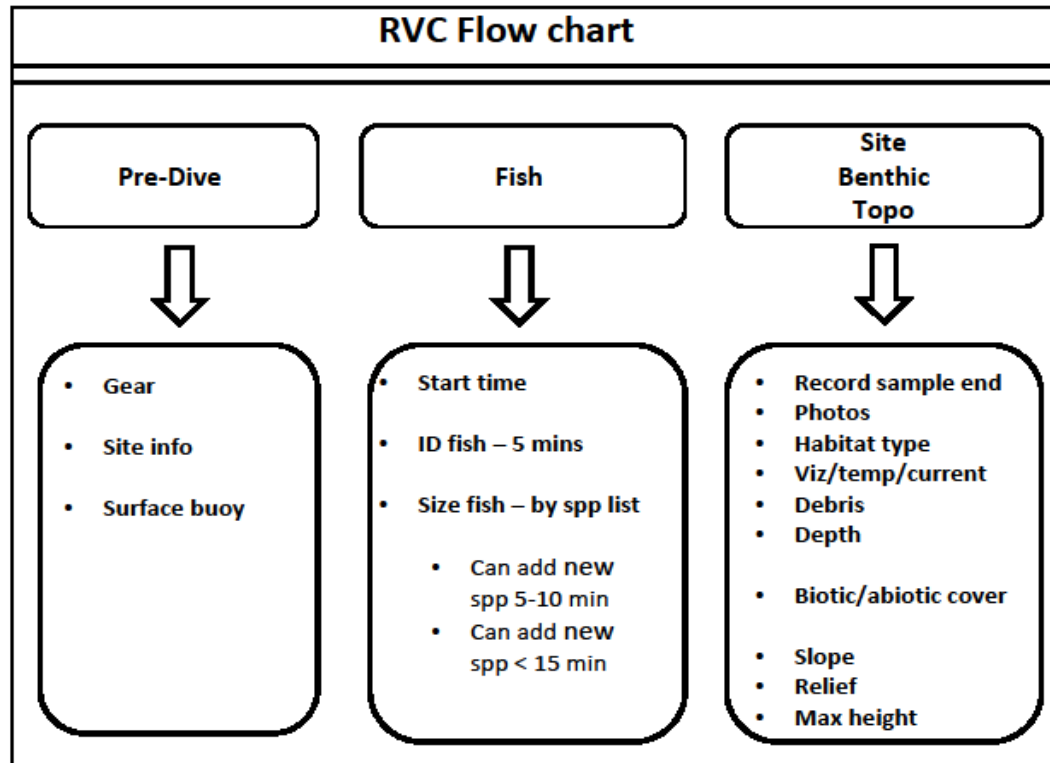 RVC Flow chart
Pre-Dive
Fish
Site
Benthic
Topo
• Gear
• Site info
• Surface buoy
• Start time
• ID fish – 5 mins
• Size fish – by spp list
• Can add new
spp 5-10 min
• Can add new
spp < 15 min
• Record sample end
• Photos
• Habitat type
• Viz/temp/current
• Debris
• Depth
• Biotic/abiotic cover
• Slope
• Relief
• Max height